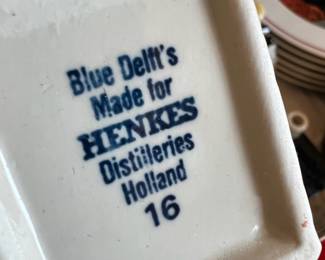 Blue Delft's
Made for
HENKES
Distilleries
Holland
16